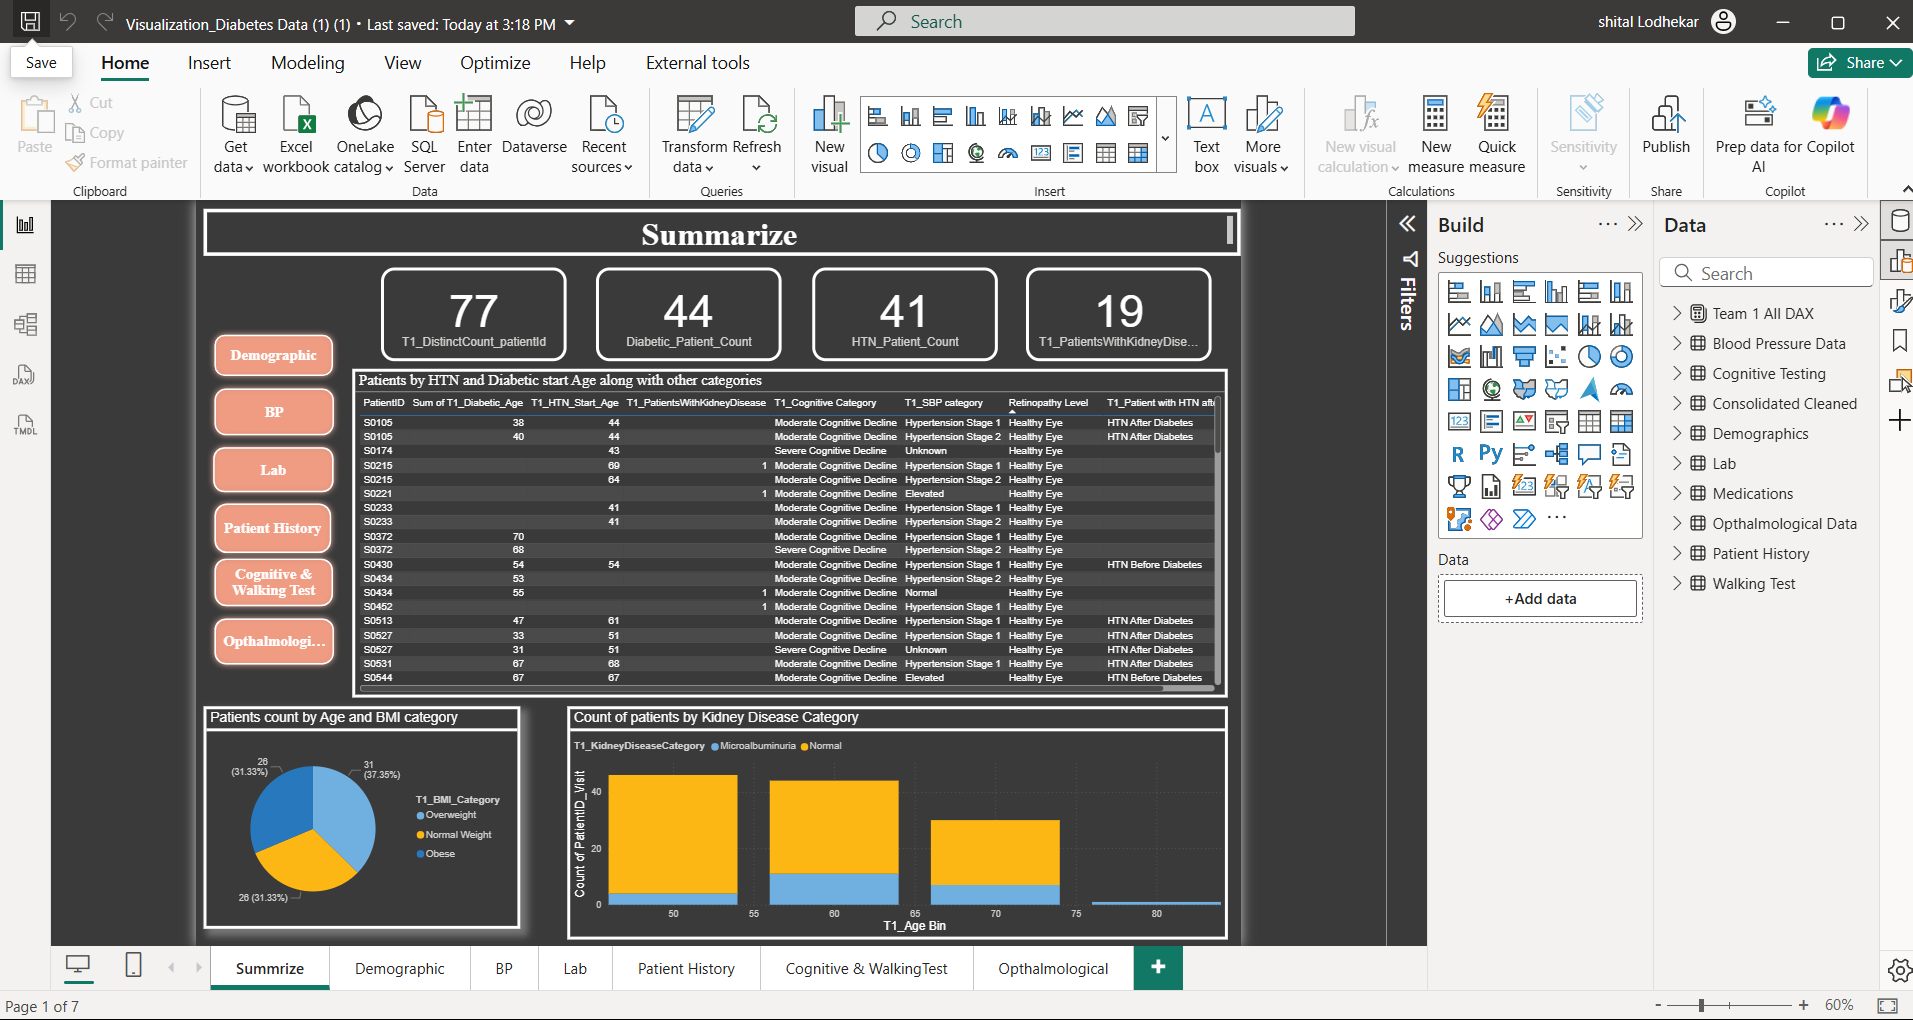 Visualization_Diabetes Data (1) (1) • Last saved: Today at 3:18 PM
Search
shital Lodhekar
Save
Home Insert Modeling View Optimize Help External tools
Share
Paste
Cut
Copy
Format painter
Clipboard
Get data
Excel workbook
OneLake catalog
SQL Server
Enter data
Dataverse
Recent sources
Data
Transform data
Refresh
Queries
New visual
Text box
More visuals
Insert
New visual calculation
New measure
Quick measure
Calculations
Sensitivity
Sensitivity
Publish
Share
Prep data for AI
Copilot
Copilot
Summarize
77
T1_DistinctCount_patientId
44
Diabetic_Patient_Count
41
HTN_Patient_Count
19
T1_PatientsWithKidneyDise...
Demographic
BP
Lab
Patient History
Cognitive &
Walking Test
Opthalmologi...
Patients by HTN and Diabetic start Age along with other categories
PatientID Sum of T1_Diabetic_Age T1_HTN_Start_Age T1_PatientsWithKidneyDisease T1_Cognitive Category T1_SBP category Retinopathy Level T1_Patient with HTN afte
S0105 38 44 Moderate Cognitive Decline Hypertension Stage 1 Healthy Eye HTN After Diabetes
S0105 40 44 Moderate Cognitive Decline Hypertension Stage 2 Healthy Eye HTN After Diabetes
S0174 43 Severe Cognitive Decline Unknown Healthy Eye
S0215 69 1 Moderate Cognitive Decline Hypertension Stage 1 Healthy Eye
S0215 64 Moderate Cognitive Decline Hypertension Stage 2 Healthy Eye
S0221 1 Moderate Cognitive Decline Elevated Healthy Eye
S0233 41 Moderate Cognitive Decline Hypertension Stage 1 Healthy Eye
S0233 41 Moderate Cognitive Decline Hypertension Stage 2 Healthy Eye
S0372 70 Moderate Cognitive Decline Hypertension Stage 1 Healthy Eye
S0372 68 Severe Cognitive Decline Hypertension Stage 2 Healthy Eye
S0430 54 54 Moderate Cognitive Decline Hypertension Stage 1 Healthy Eye HTN Before Diabetes
S0434 53 Moderate Cognitive Decline Hypertension Stage 2 Healthy Eye
S0434 55 1 Moderate Cognitive Decline Normal Healthy Eye
S0452 1 Moderate Cognitive Decline Hypertension Stage 1 Healthy Eye
S0513 47 61 Moderate Cognitive Decline Hypertension Stage 1 Healthy Eye HTN After Diabetes
S0527 33 51 Moderate Cognitive Decline Hypertension Stage 1 Healthy Eye HTN After Diabetes
S0527 31 51 Severe Cognitive Decline Unknown Healthy Eye HTN After Diabetes
S0531 67 68 Moderate Cognitive Decline Hypertension Stage 1 Healthy Eye HTN After Diabetes
S0544 67 67 Moderate Cognitive Decline Elevated Healthy Eye HTN Before Diabetes
Patients count by Age and BMI category
26
(31.33%)
31
(37.35%)
26 (31.33%)
T1_BMI_Category
Overweight
Normal Weight
Obese
Count of patients by Kidney Disease Category
T1_KidneyDiseaseCategory Microalbuminuria Normal
Count of PatientID_Visit
40
20
0
50 55 60 65 70 75 80
T1_Age Bin
Filters
Build
Suggestions
R Py
123
123
Data
+Add data
Data
Search
Team 1 All DAX
Blood Pressure Data
Cognitive Testing
Consolidated Cleaned
Demographics
Lab
Medications
Opthalmological Data
Patient History
Walking Test
DAX
TMDL
Summrize Demographic BP Lab Patient History Cognitive & WalkingTest Opthalmological
Page 1 of 7
- + 60%